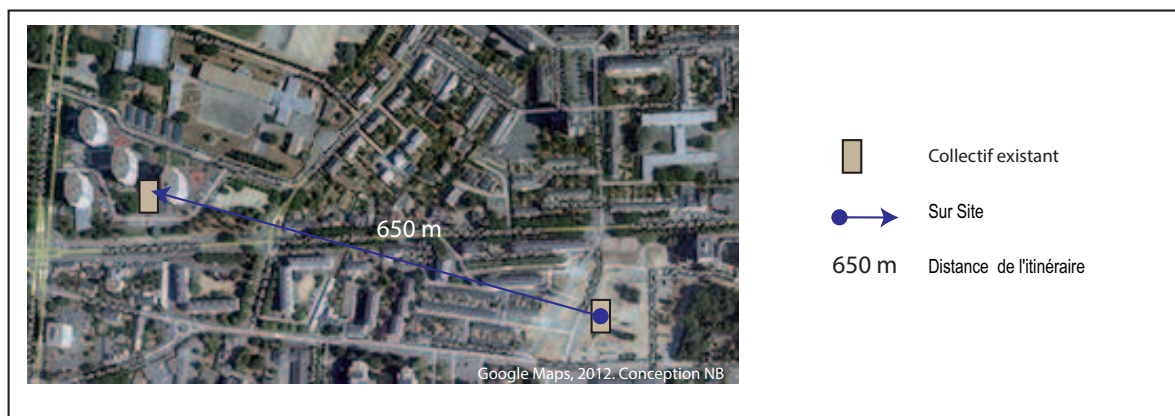 650 m
Google Maps, 2012. Conception NB
Collectif existant
Sur Site
650 m Distance de l'itinéraire